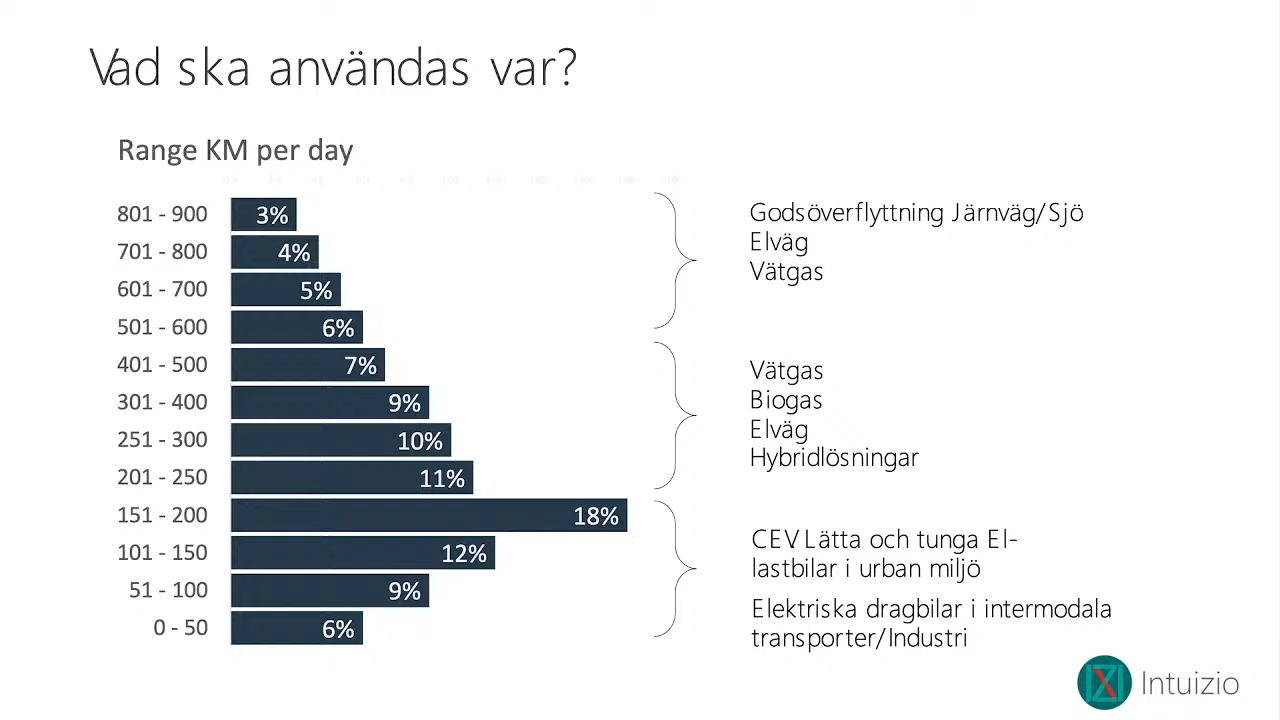 Vad ska användas var?
Range KM per day
801 - 900 3%
701 - 800 4%
601 - 700 5%
501 - 600 6%
401 - 500 7%
301 - 400 9%
251 - 300 10%
201 - 250 11%
151 - 200 18%
101 - 150 12%
51 - 100 9%
0 - 50 6%
Godsöverflyttning Järnväg/Sjö
Elväg
Vätgas
Vätgas
Biogas
Elväg
Hybridlösningar
CEV Lätta och tunga El-
lastbilar i urban miljö
Elektriska dragbilar i intermodala
transporter/Industri
Intuizio